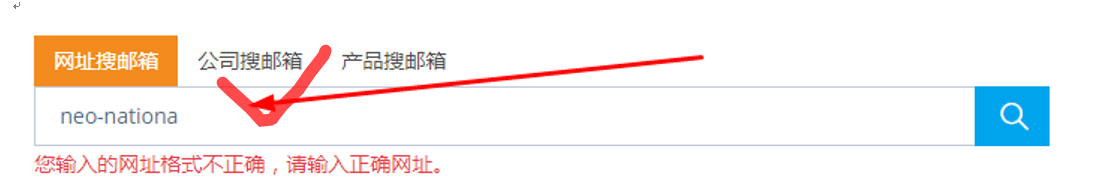 网址搜邮箱 公司搜邮箱 产品搜邮箱
neo-nationa
您输入的网址格式不正确，请输入正确网址。